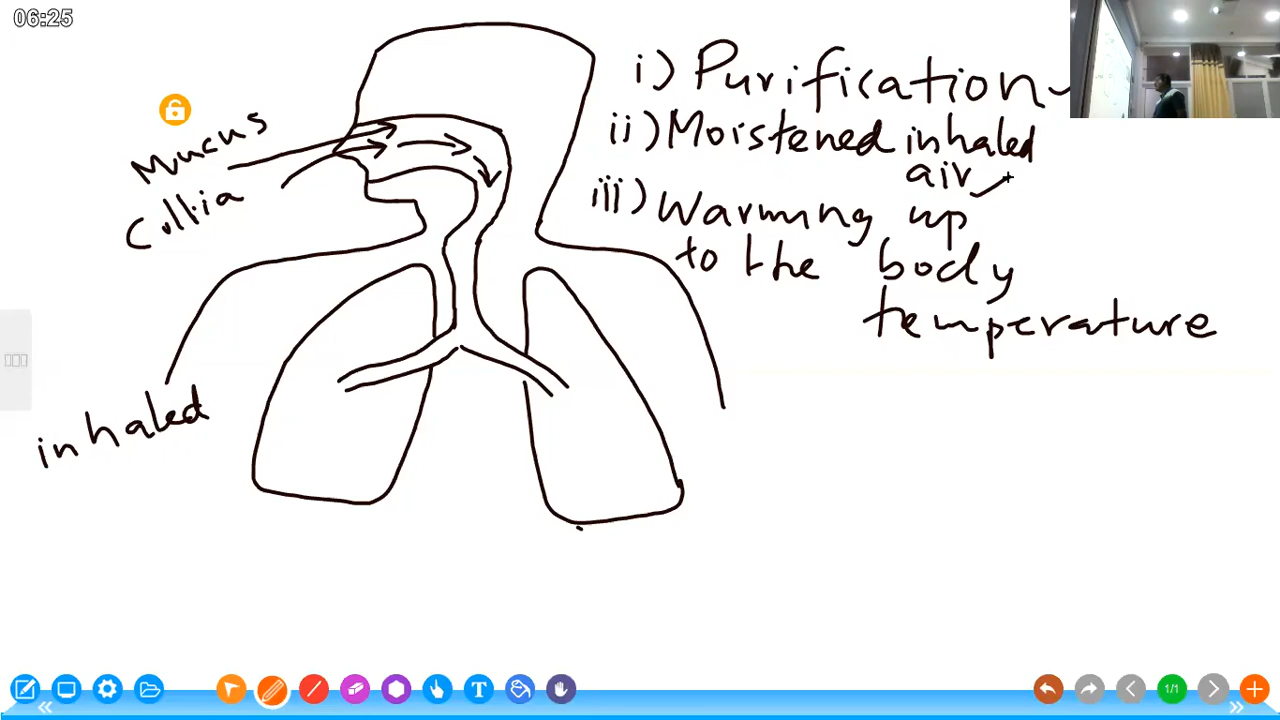 06:25
i) Purification
ii) Moistened inhaled
air
iii) Warming up
to the body
temperature
Mucus
Cillia
inhaled
1/1